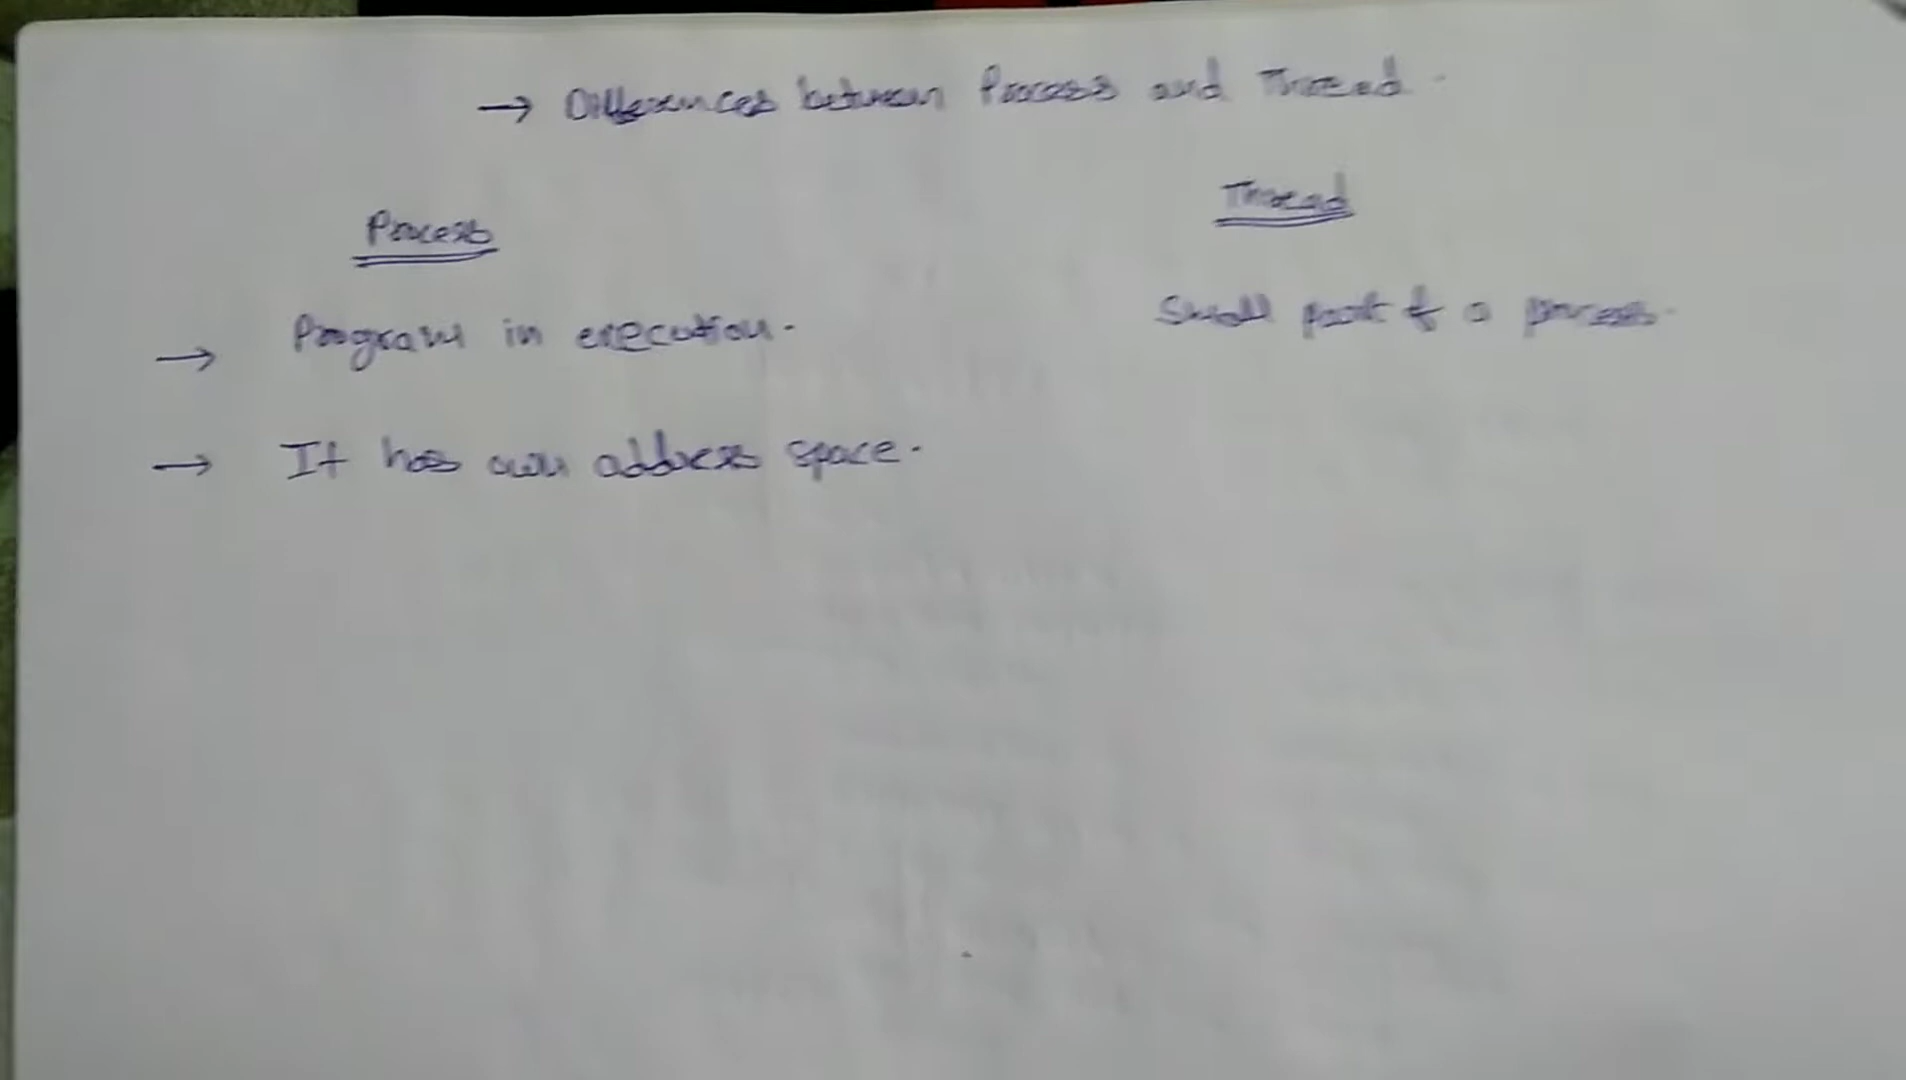 → Differences between Process and Thread.
Process
Thread
→ Program in execution.
Small part of a process.
→ It has own address space.